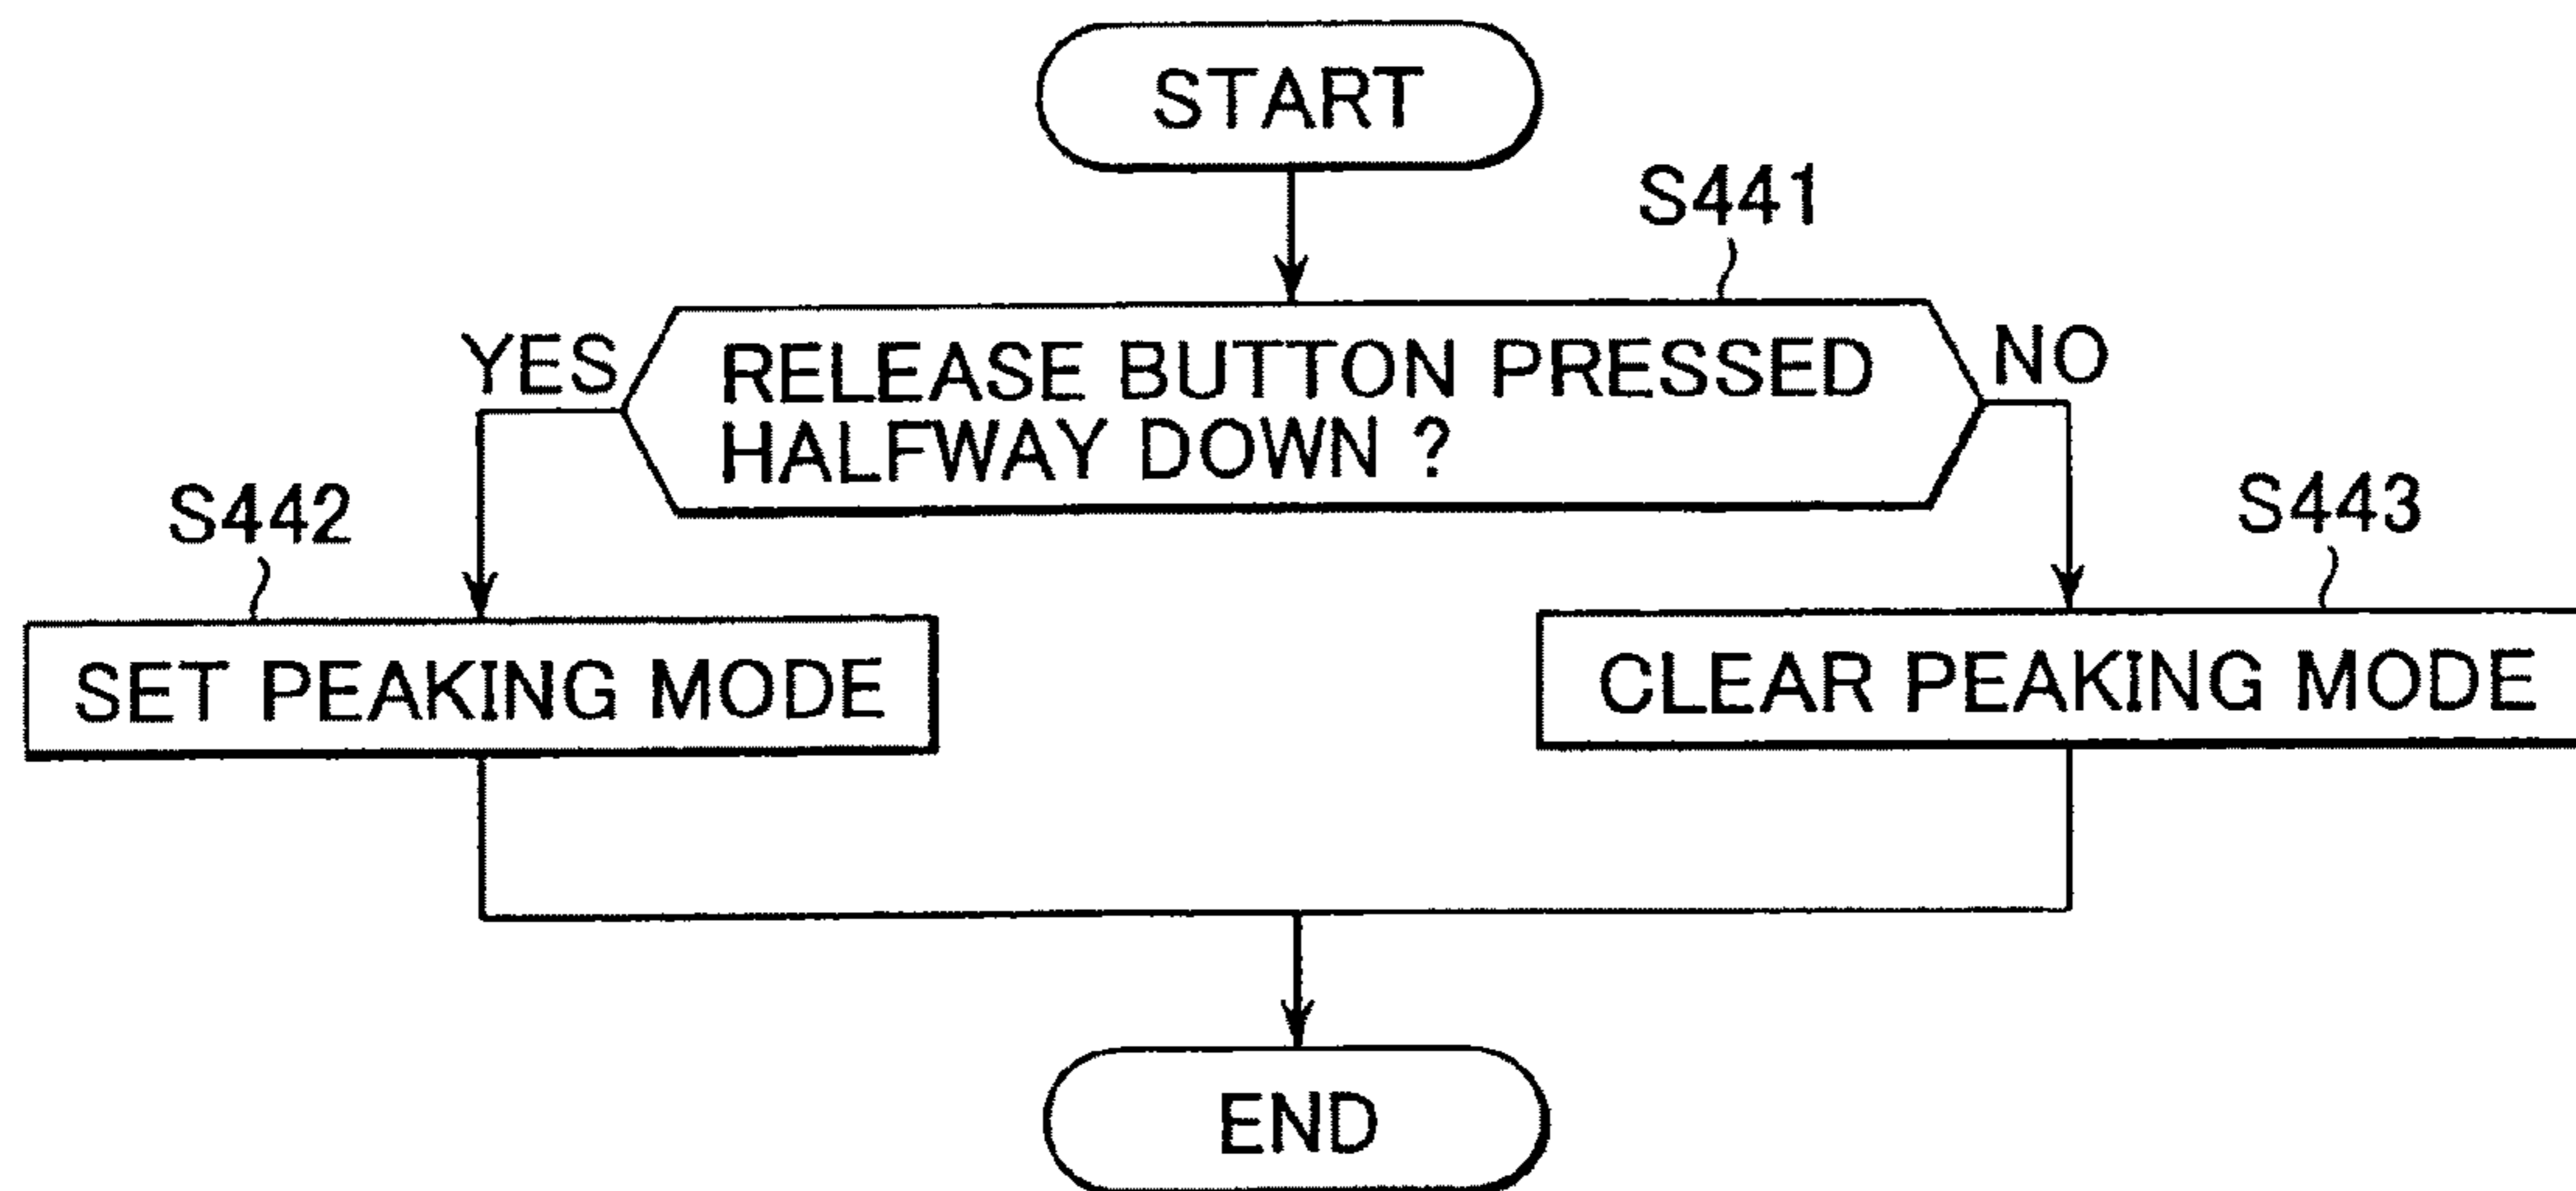 START
S441
YES
RELEASE BUTTON PRESSED
HALFWAY DOWN ?
NO
S442
S443
SET PEAKING MODE
CLEAR PEAKING MODE
END